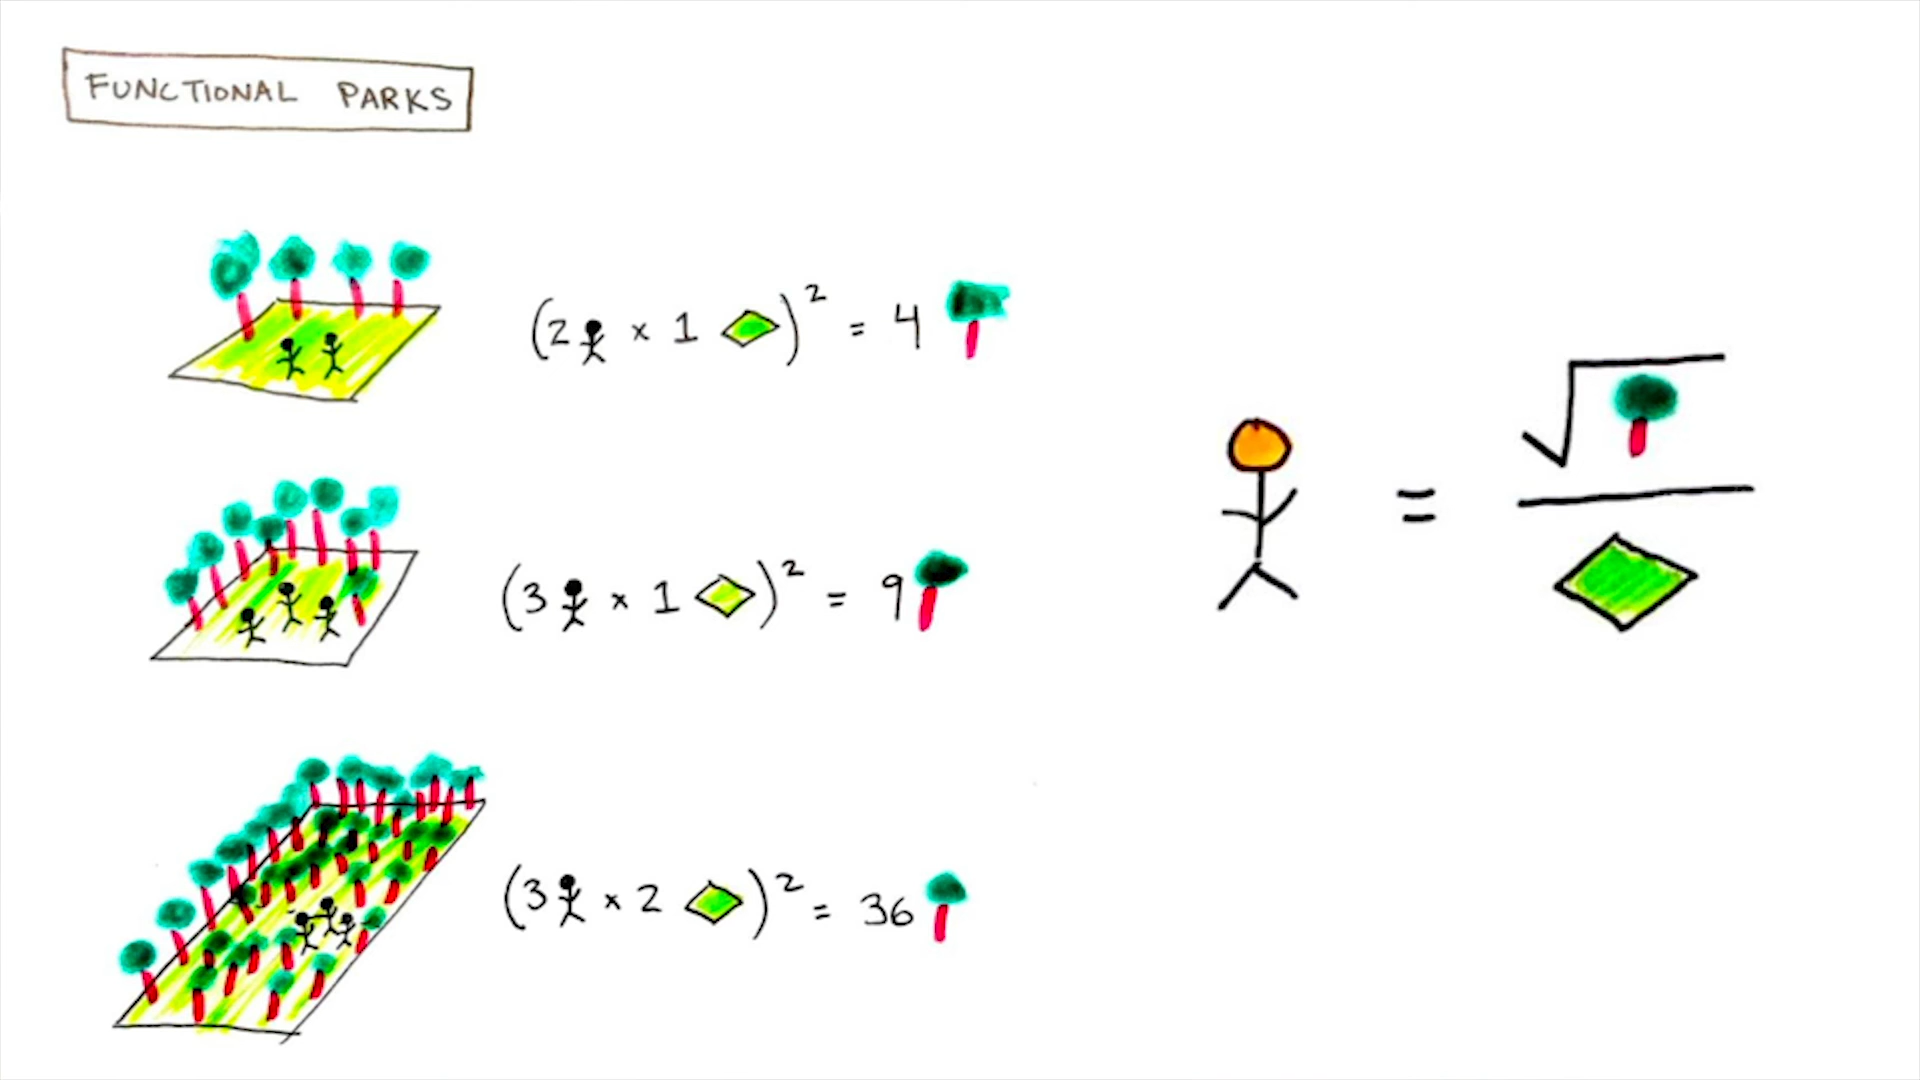 FUNCTIONAL PARKS
(2 x 1 )² = 4
(3 x 1 )² = 9
(3 x 2 )² = 36
= √